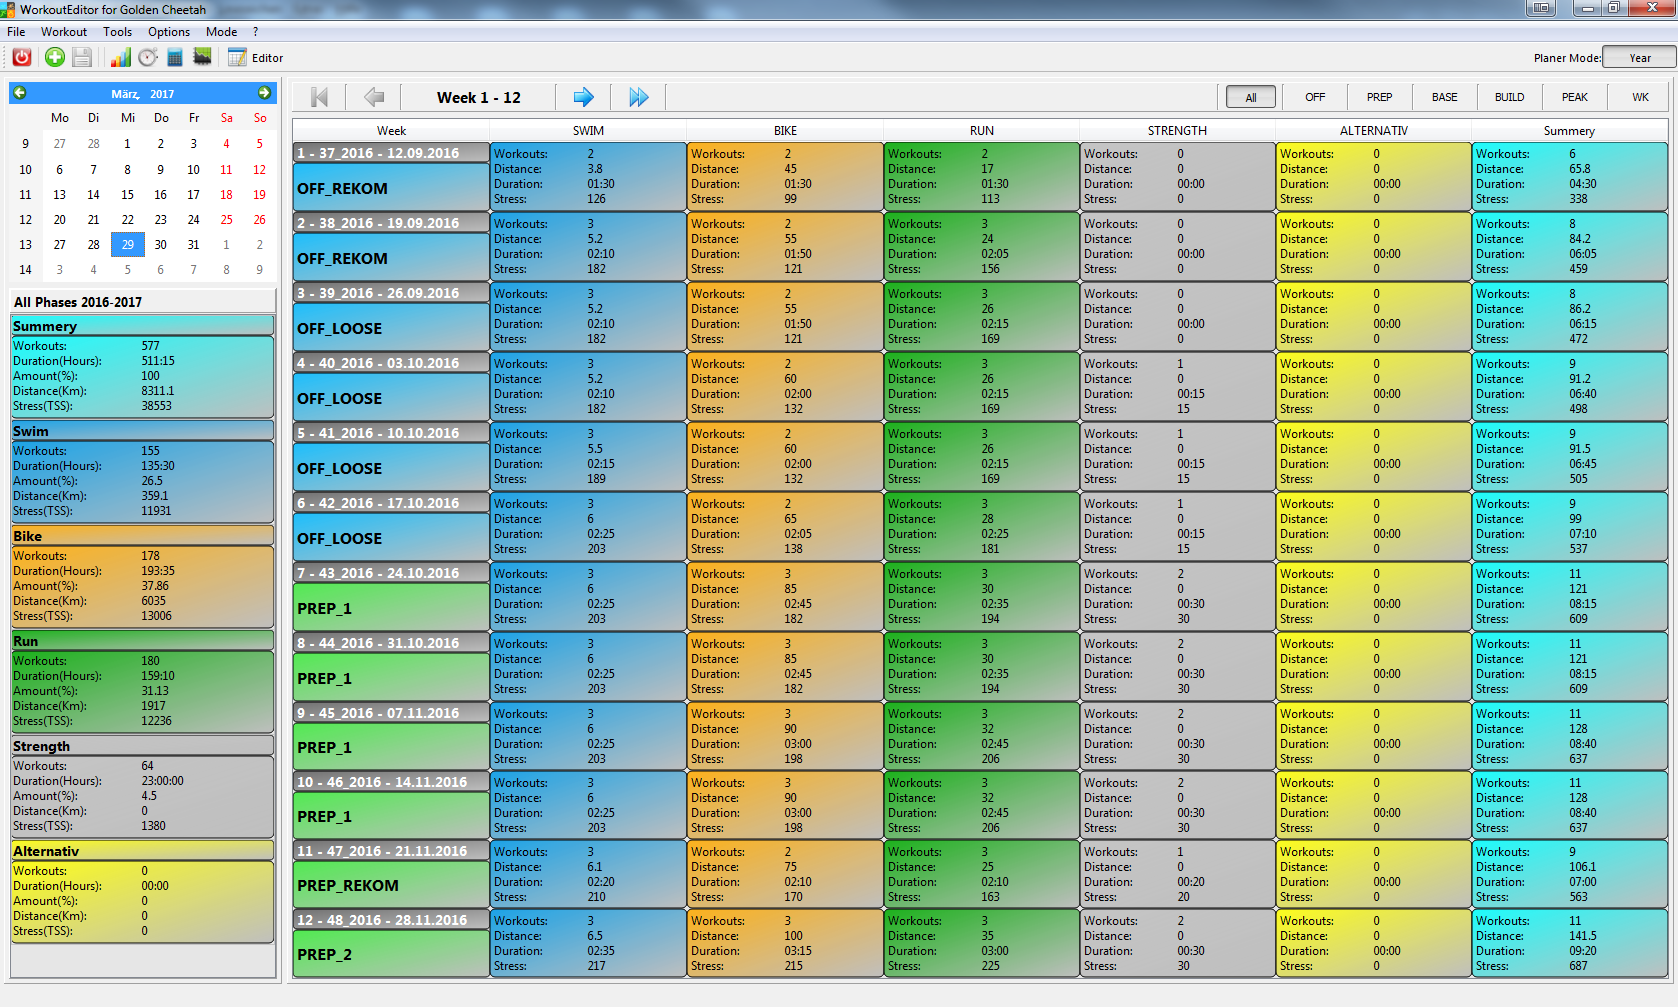 WorkoutEditor for Golden Cheetah
File Workout Tools Options Mode ?
Editor Planer Mode: Year
März, 2017
Mo Di Mi Do Fr Sa So
9 27 28 1 2 3 4 5
10 6 7 8 9 10 11 12
11 13 14 15 16 17 18 19
12 20 21 22 23 24 25 26
13 27 28 29 30 31 1 2
14 3 4 5 6 7 8 9
All Phases 2016-2017
Summery
Workouts: 577
Duration(Hours): 511:15
Amount(%): 100
Distance(Km): 8311.1
Stress(TSS): 38553
Swim
Workouts: 155
Duration(Hours): 135:30
Amount(%): 26.5
Distance(Km): 359.1
Stress(TSS): 11931
Bike
Workouts: 178
Duration(Hours): 193:35
Amount(%): 37.86
Distance(Km): 6035
Stress(TSS): 13006
Run
Workouts: 180
Duration(Hours): 159:10
Amount(%): 31.13
Distance(Km): 1917
Stress(TSS): 12236
Strength
Workouts: 64
Duration(Hours): 23:00:00
Amount(%): 4.5
Distance(Km): 0
Stress(TSS): 1380
Alternativ
Workouts: 0
Duration(Hours): 00:00
Amount(%): 0
Distance(Km): 0
Stress(TSS): 0
Week 1 - 12 All OFF PREP BASE BUILD PEAK WK
Week SWIM BIKE RUN STRENGTH ALTERNATIV Summery
1 - 37_2016 - 12.09.2016
OFF_REKOM
Workouts: 2 Workouts: 2 Workouts: 2 Workouts: 0 Workouts: 0 Workouts: 6
Distance: 3.8 Distance: 45 Distance: 17 Distance: 0 Distance: 0 Distance: 65.8
Duration: 01:30 Duration: 01:30 Duration: 01:30 Duration: 00:00 Duration: 00:00 Duration: 04:30
Stress: 126 Stress: 99 Stress: 113 Stress: 0 Stress: 0 Stress: 338
2 - 38_2016 - 19.09.2016
OFF_REKOM
Workouts: 3 Workouts: 2 Workouts: 3 Workouts: 0 Workouts: 0 Workouts: 8
Distance: 5.2 Distance: 55 Distance: 24 Distance: 0 Distance: 0 Distance: 84.2
Duration: 02:10 Duration: 01:50 Duration: 02:05 Duration: 00:00 Duration: 00:00 Duration: 06:05
Stress: 182 Stress: 121 Stress: 156 Stress: 0 Stress: 0 Stress: 459
3 - 39_2016 - 26.09.2016
OFF_LOOSE
Workouts: 3 Workouts: 2 Workouts: 3 Workouts: 0 Workouts: 0 Workouts: 8
Distance: 5.2 Distance: 55 Distance: 26 Distance: 0 Distance: 0 Distance: 86.2
Duration: 02:10 Duration: 01:50 Duration: 02:15 Duration: 00:00 Duration: 00:00 Duration: 06:15
Stress: 182 Stress: 121 Stress: 169 Stress: 0 Stress: 0 Stress: 472
4 - 40_2016 - 03.10.2016
OFF_LOOSE
Workouts: 3 Workouts: 2 Workouts: 3 Workouts: 1 Workouts: 0 Workouts: 9
Distance: 5.2 Distance: 60 Distance: 26 Distance: 0 Distance: 0 Distance: 91.2
Duration: 02:10 Duration: 02:00 Duration: 02:15 Duration: 00:15 Duration: 00:00 Duration: 06:40
Stress: 182 Stress: 132 Stress: 169 Stress: 15 Stress: 0 Stress: 498
5 - 41_2016 - 10.10.2016
OFF_LOOSE
Workouts: 3 Workouts: 2 Workouts: 3 Workouts: 1 Workouts: 0 Workouts: 9
Distance: 5.5 Distance: 60 Distance: 26 Distance: 0 Distance: 0 Distance: 91.5
Duration: 02:15 Duration: 02:00 Duration: 02:15 Duration: 00:15 Duration: 00:00 Duration: 06:45
Stress: 189 Stress: 132 Stress: 169 Stress: 15 Stress: 0 Stress: 505
6 - 42_2016 - 17.10.2016
OFF_LOOSE
Workouts: 3 Workouts: 2 Workouts: 3 Workouts: 1 Workouts: 0 Workouts: 9
Distance: 6 Distance: 65 Distance: 28 Distance: 0 Distance: 0 Distance: 99
Duration: 02:25 Duration: 02:05 Duration: 02:25 Duration: 00:15 Duration: 00:00 Duration: 07:10
Stress: 203 Stress: 138 Stress: 181 Stress: 15 Stress: 0 Stress: 537
7 - 43_2016 - 24.10.2016
PREP_1
Workouts: 3 Workouts: 3 Workouts: 3 Workouts: 2 Workouts: 0 Workouts: 11
Distance: 6 Distance: 85 Distance: 30 Distance: 0 Distance: 0 Distance: 121
Duration: 02:25 Duration: 02:45 Duration: 02:35 Duration: 00:30 Duration: 00:00 Duration: 08:15
Stress: 203 Stress: 182 Stress: 194 Stress: 30 Stress: 0 Stress: 609
8 - 44_2016 - 31.10.2016
PREP_1
Workouts: 3 Workouts: 3 Workouts: 3 Workouts: 2 Workouts: 0 Workouts: 11
Distance: 6 Distance: 85 Distance: 30 Distance: 0 Distance: 0 Distance: 121
Duration: 02:25 Duration: 02:45 Duration: 02:35 Duration: 00:30 Duration: 00:00 Duration: 08:15
Stress: 203 Stress: 182 Stress: 194 Stress: 30 Stress: 0 Stress: 609
9 - 45_2016 - 07.11.2016
PREP_1
Workouts: 3 Workouts: 3 Workouts: 3 Workouts: 2 Workouts: 0 Workouts: 11
Distance: 6 Distance: 90 Distance: 32 Distance: 0 Distance: 0 Distance: 128
Duration: 02:25 Duration: 03:00 Duration: 02:45 Duration: 00:30 Duration: 00:00 Duration: 08:40
Stress: 203 Stress: 198 Stress: 206 Stress: 30 Stress: 0 Stress: 637
10 - 46_2016 - 14.11.2016
PREP_1
Workouts: 3 Workouts: 3 Workouts: 3 Workouts: 2 Workouts: 0 Workouts: 11
Distance: 6 Distance: 90 Distance: 32 Distance: 0 Distance: 0 Distance: 128
Duration: 02:25 Duration: 03:00 Duration: 02:45 Duration: 00:30 Duration: 00:00 Duration: 08:40
Stress: 203 Stress: 198 Stress: 206 Stress: 30 Stress: 0 Stress: 637
11 - 47_2016 - 21.11.2016
PREP_REKOM
Workouts: 3 Workouts: 2 Workouts: 3 Workouts: 1 Workouts: 0 Workouts: 9
Distance: 6.1 Distance: 75 Distance: 25 Distance: 0 Distance: 0 Distance: 106.1
Duration: 02:20 Duration: 02:10 Duration: 02:10 Duration: 00:20 Duration: 00:00 Duration: 07:00
Stress: 210 Stress: 170 Stress: 163 Stress: 20 Stress: 0 Stress: 563
12 - 48_2016 - 28.11.2016
PREP_2
Workouts: 3 Workouts: 3 Workouts: 3 Workouts: 2 Workouts: 0 Workouts: 11
Distance: 6.5 Distance: 100 Distance: 35 Distance: 0 Distance: 0 Distance: 141.5
Duration: 02:35 Duration: 03:15 Duration: 03:00 Duration: 00:30 Duration: 00:00 Duration: 09:20
Stress: 217 Stress: 215 Stress: 225 Stress: 30 Stress: 0 Stress: 687